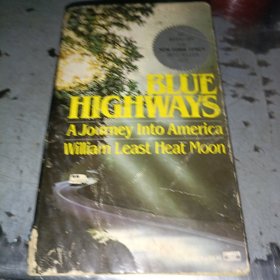 BLUE
HIGHWAYS
A Journey Into America
William Least Heat Moon